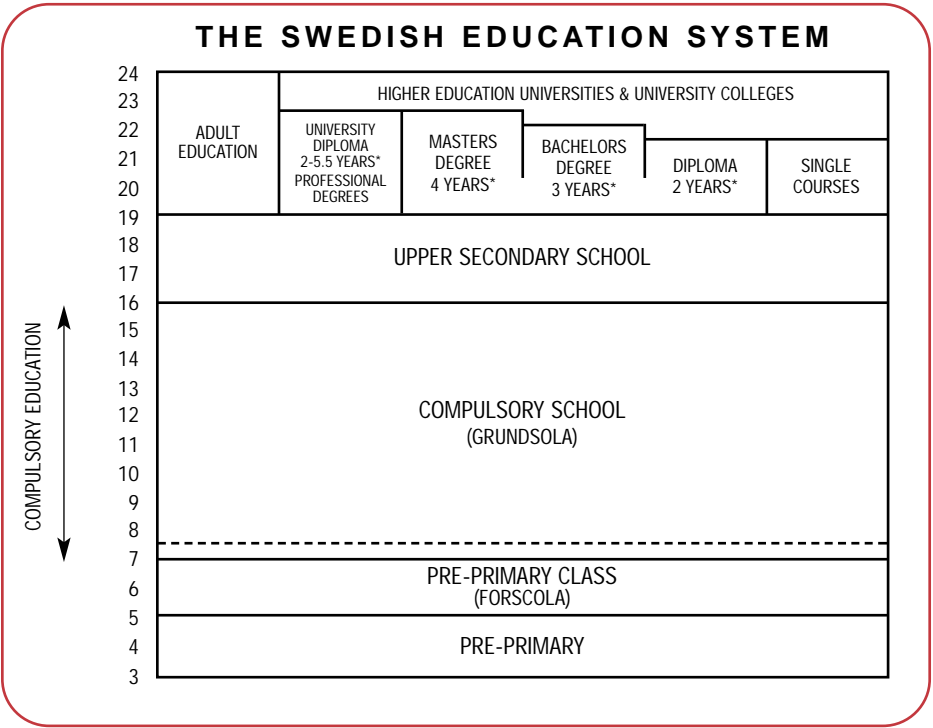 THE SWEDISH EDUCATION SYSTEM
24
23
22
21
20
19
18
17
16
15
14
13
12
11
10
9
8
7
6
5
4
3
COMPULSORY EDUCATION
HIGHER EDUCATION UNIVERSITIES & UNIVERSITY COLLEGES
ADULT
EDUCATION
UNIVERSITY
DIPLOMA
2-5.5 YEARS*
PROFESSIONAL
DEGREES
MASTERS
DEGREE
4 YEARS*
BACHELORS
DEGREE
3 YEARS*
DIPLOMA
2 YEARS*
SINGLE
COURSES
UPPER SECONDARY SCHOOL
COMPULSORY SCHOOL
(GRUNDSOLA)
PRE-PRIMARY CLASS
(FORSCOLA)
PRE-PRIMARY